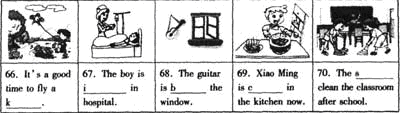 66. It's a good
time to fly a
k________.
67. The boy is
i________ in
hospital.
68. The guitar
is b________ the
window.
69. Xiao Ming
is c________ in
the kitchen now.
70. The s________
clean the classroom
after school.